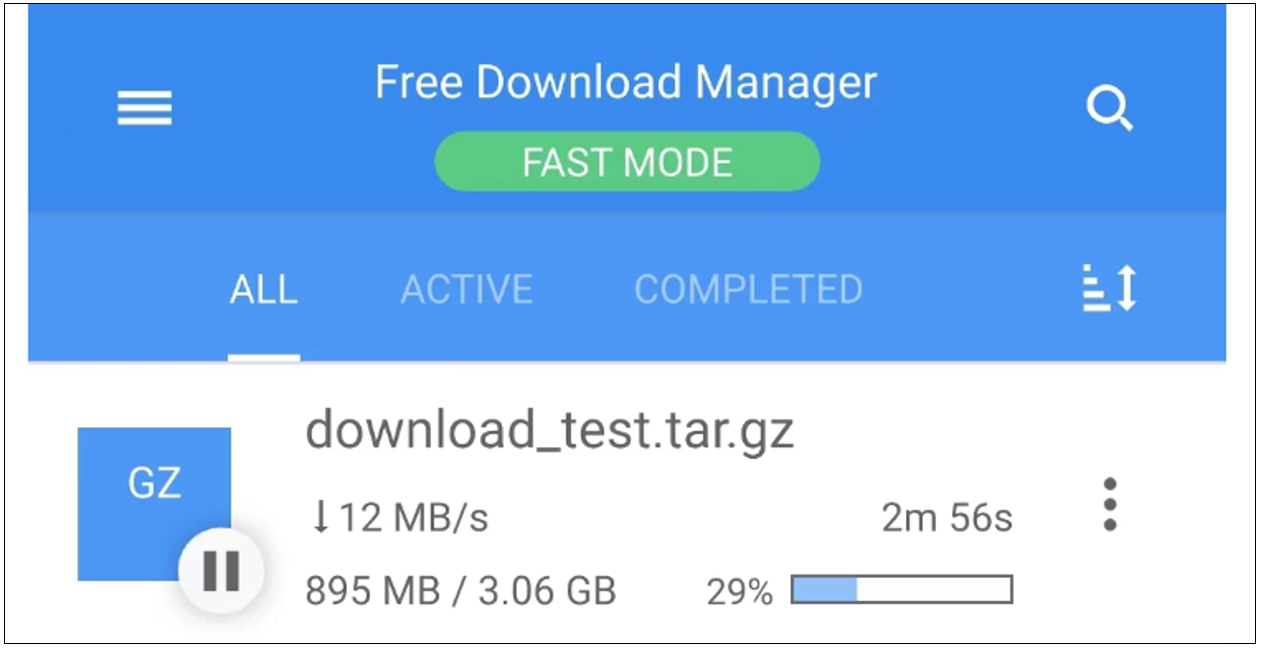 Free Download Manager
FAST MODE
ALL ACTIVE COMPLETED
download_test.tar.gz
GZ
↓12 MB/s 2m 56s
895 MB / 3.06 GB 29%